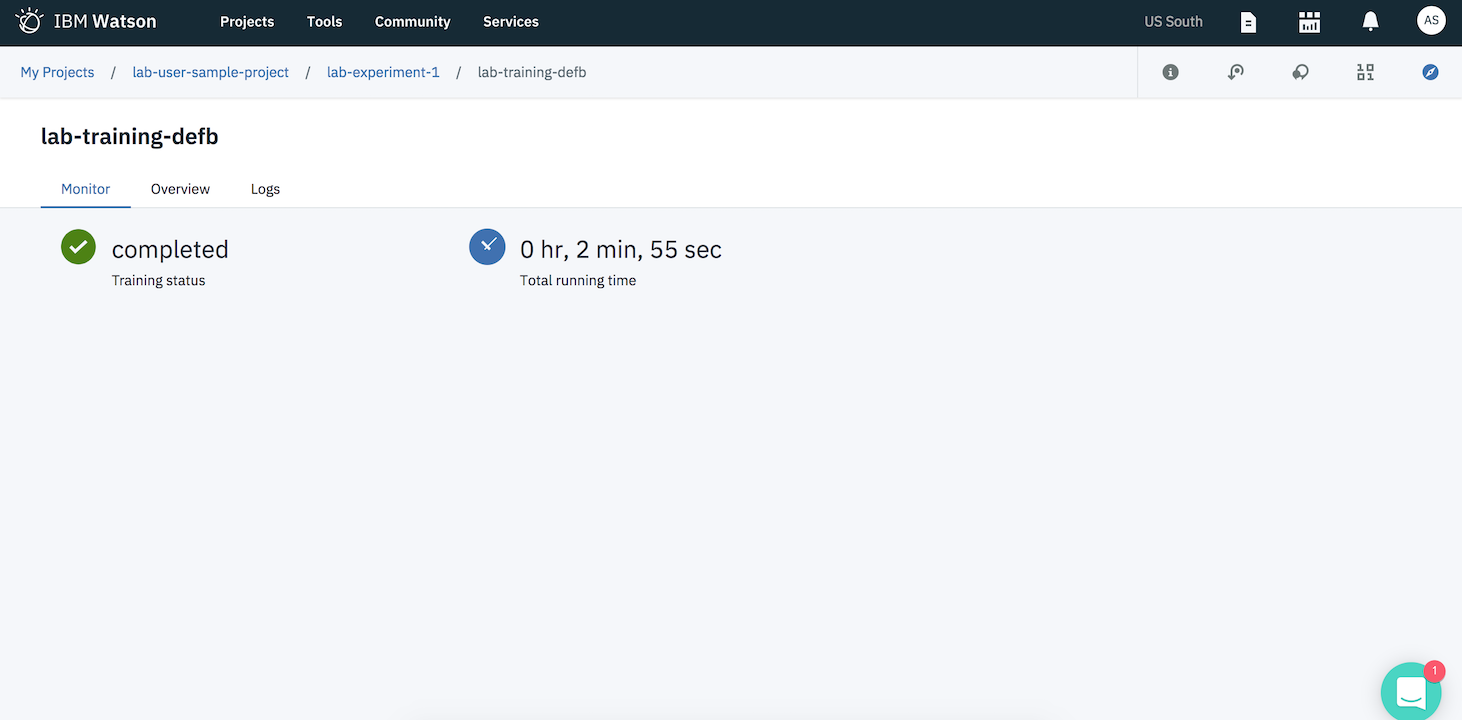 IBM Watson Projects Tools Community Services US South AS
My Projects / lab-user-sample-project / lab-experiment-1 / lab-training-defb
lab-training-defb
Monitor Overview Logs
completed 0 hr, 2 min, 55 sec
Training status Total running time
1